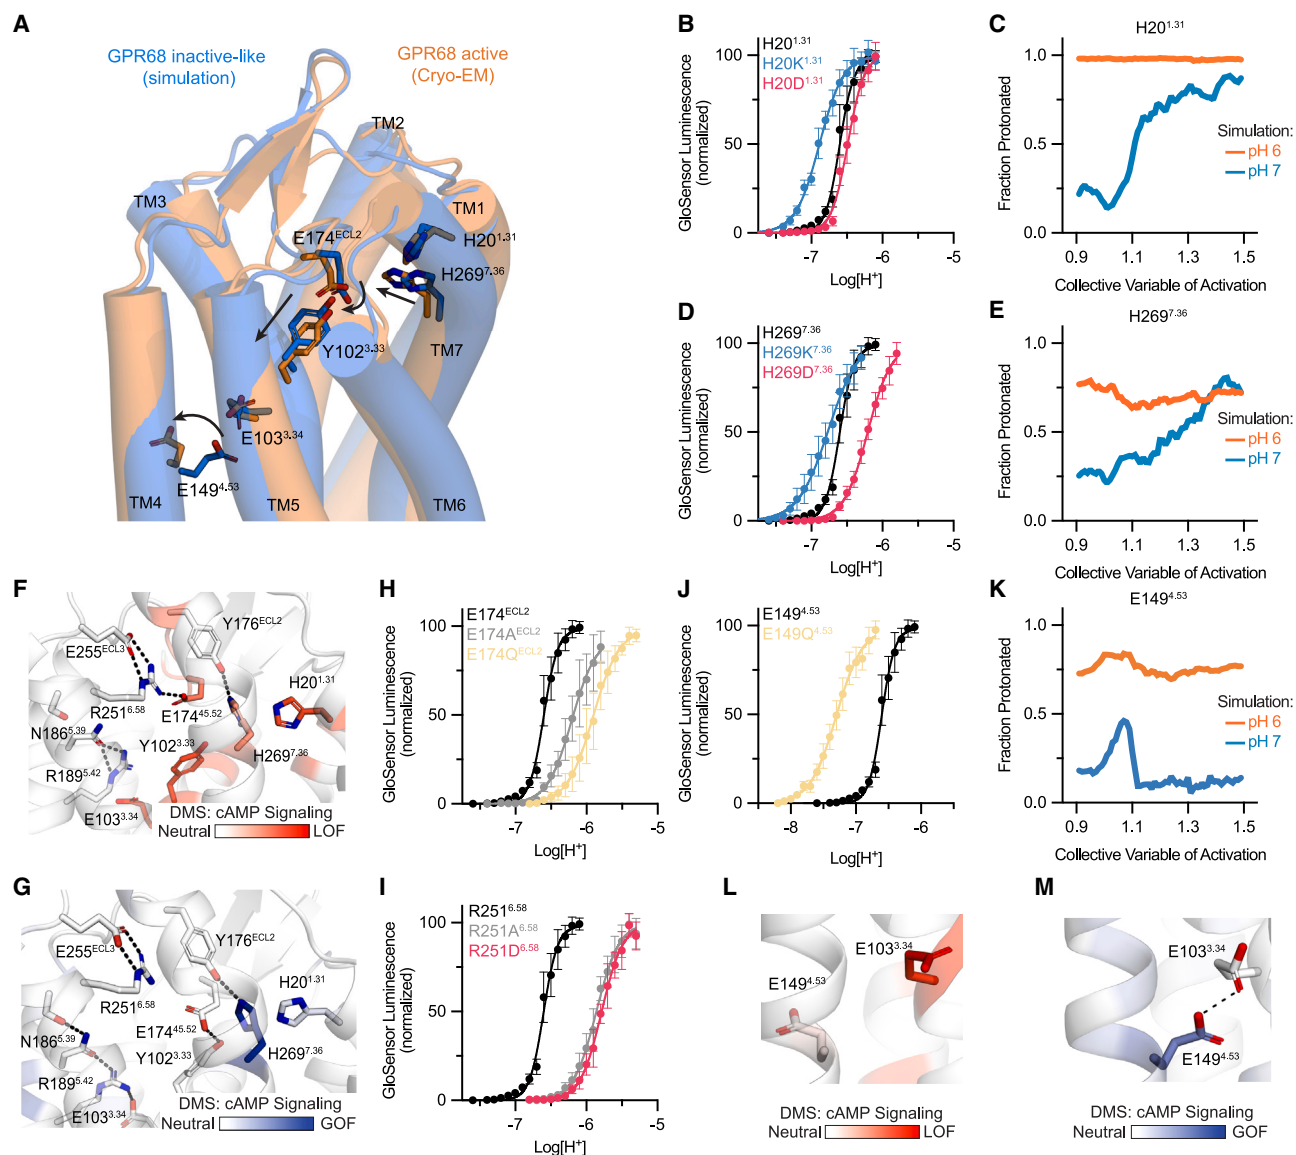 A
GPR68 inactive-like
(simulation)
GPR68 active
(Cryo-EM)
TM2
TM3
TM1
E174ᴱᶜᴸ²
H20¹·³¹
H269⁷·³⁶
Y102³·³³
TM7
E103³·³⁴
E149⁴·⁵³
TM4
TM5
TM6
B
H20¹·³¹
H20K¹·³¹
H20D¹·³¹
GloSensor Luminescence
(normalized)
100
50
0
-7
-6
-5
Log[H⁺]
C
H20¹·³¹
Fraction Protonated
1.0
0.5
0.0
Simulation:
pH 6
pH 7
0.9
1.1
1.3
1.5
Collective Variable of Activation
D
H269⁷·³⁶
H269K⁷·³⁶
H269D⁷·³⁶
GloSensor Luminescence
(normalized)
100
50
0
-7
-6
-5
Log[H⁺]
E
H269⁷·³⁶
Fraction Protonated
1.0
0.5
0.0
Simulation:
pH 6
pH 7
0.9
1.1
1.3
1.5
Collective Variable of Activation
F
Y176ᴱᶜᴸ²
E255ᴱᶜᴸ³
H20¹·³¹
R251⁶·⁵⁸
E174⁴⁵·⁵²
N186⁵·³⁹
Y102³·³³
H269⁷·³⁶
R189⁵·⁴²
E103³·³⁴
DMS: cAMP Signaling
Neutral
LOF
H
E174ᴱᶜᴸ²
E174Aᴱᶜᴸ²
E174Qᴱᶜᴸ²
GloSensor Luminescence
(normalized)
100
50
0
-7
-6
-5
Log[H⁺]
J
E149⁴·⁵³
E149Q⁴·⁵³
GloSensor Luminescence
(normalized)
100
50
0
-8
-7
-6
-5
Log[H⁺]
K
E149⁴·⁵³
Fraction Protonated
1.0
0.5
0.0
Simulation:
pH 6
pH 7
0.9
1.1
1.3
1.5
Collective Variable of Activation
G
Y176ᴱᶜᴸ²
E255ᴱᶜᴸ³
H20¹·³¹
R251⁶·⁵⁸
E174⁴⁵·⁵²
N186⁵·³⁹
Y102³·³³
H269⁷·³⁶
R189⁵·⁴²
E103³·³⁴
DMS: cAMP Signaling
Neutral
GOF
I
R251⁶·⁵⁸
R251A⁶·⁵⁸
R251D⁶·⁵⁸
GloSensor Luminescence
(normalized)
100
50
0
-8
-7
-6
-5
Log[H⁺]
L
E103³·³⁴
E149⁴·⁵³
DMS: cAMP Signaling
Neutral
LOF
M
E103³·³⁴
E149⁴·⁵³
DMS: cAMP Signaling
Neutral
GOF